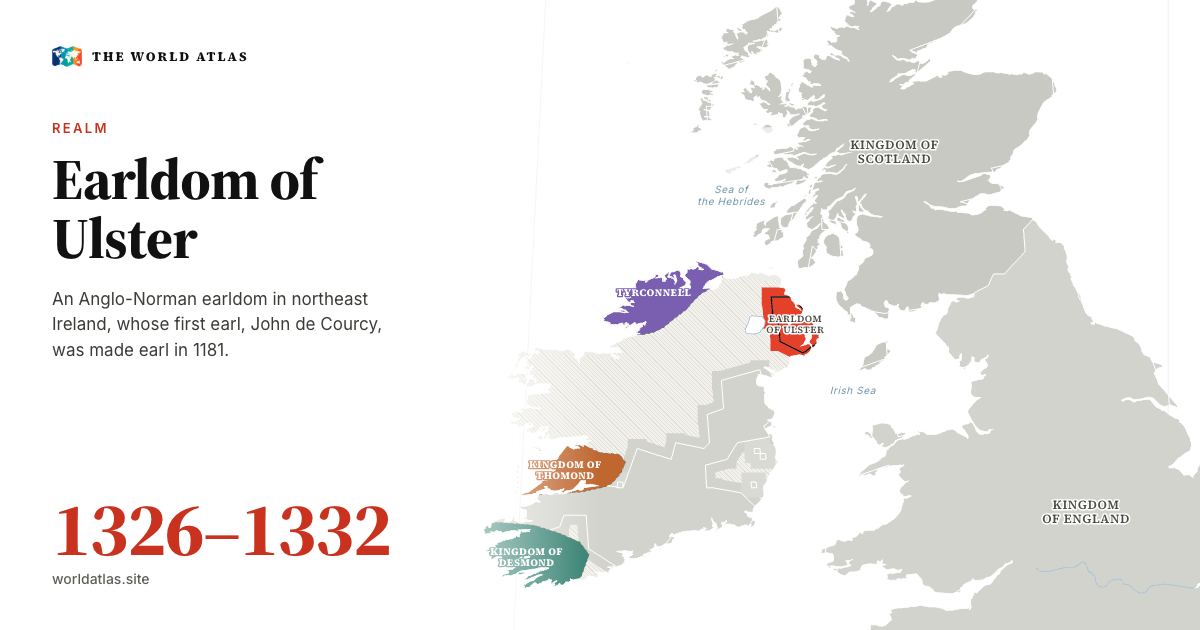 THE WORLD ATLAS
REALM
Earldom of
Ulster
An Anglo-Norman earldom in northeast
Ireland, whose first earl, John de Courcy,
was made earl in 1181.
1326–1332
worldatlas.site
KINGDOM OF
SCOTLAND
Sea of
the Hebrides
TYRCONNELL
EARLDOM
OF ULSTER
Irish Sea
KINGDOM OF
THOMOND
KINGDOM
OF ENGLAND
KINGDOM OF
DESMOND